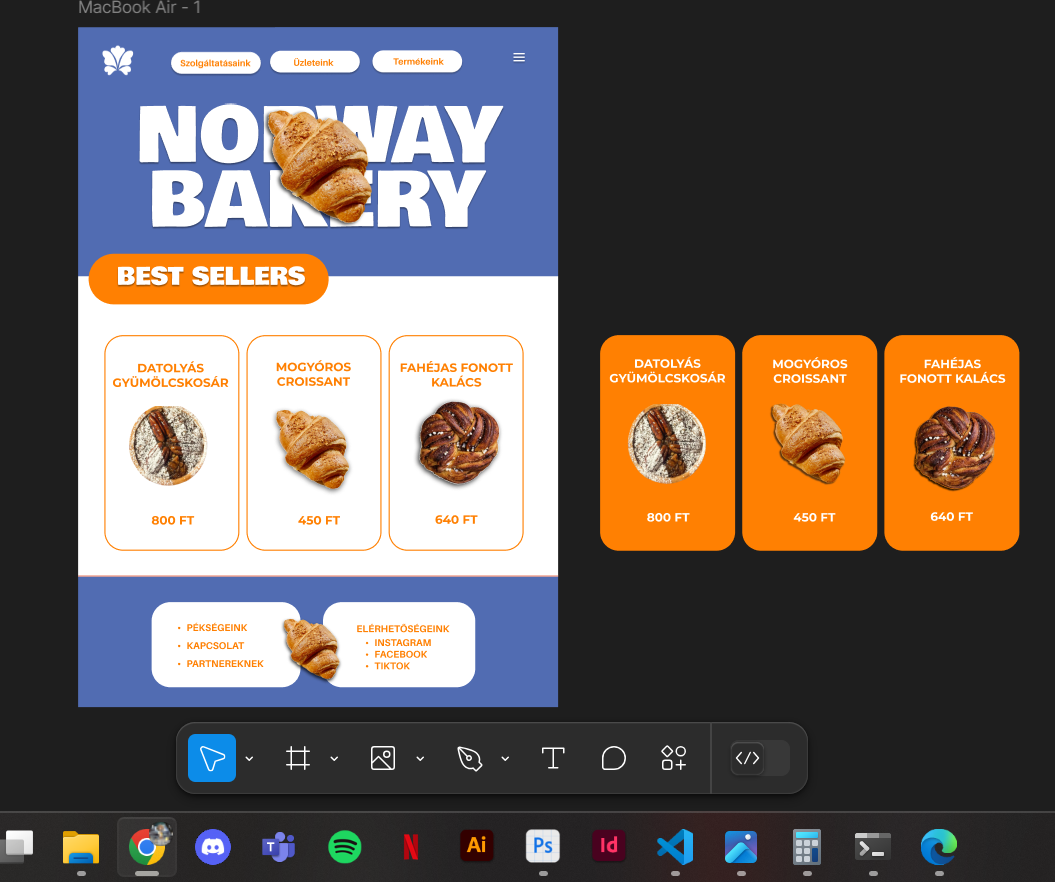 MacBook Air - 1
Szolgáltatásaink
Üzleteink
Termékeink
NORWAY
BAKERY
BEST SELLERS
DATOLYÁS
GYÜMÖLCSKOSÁR
800 FT
MOGYÓROS
CROISSANT
450 FT
FAHÉJAS FONOTT
KALÁCS
640 FT
DATOLYÁS
GYÜMÖLCSKOSÁR
800 FT
MOGYÓROS
CROISSANT
450 FT
FAHÉJAS
FONOTT KALÁCS
640 FT
• PÉKSÉGEINK
• KAPCSOLAT
• PARTNEREKNEK
ELÉRHETŐSÉGEINK
• INSTAGRAM
• FACEBOOK
• TIKTOK
T
</> 
N
Ai
Ps
Id